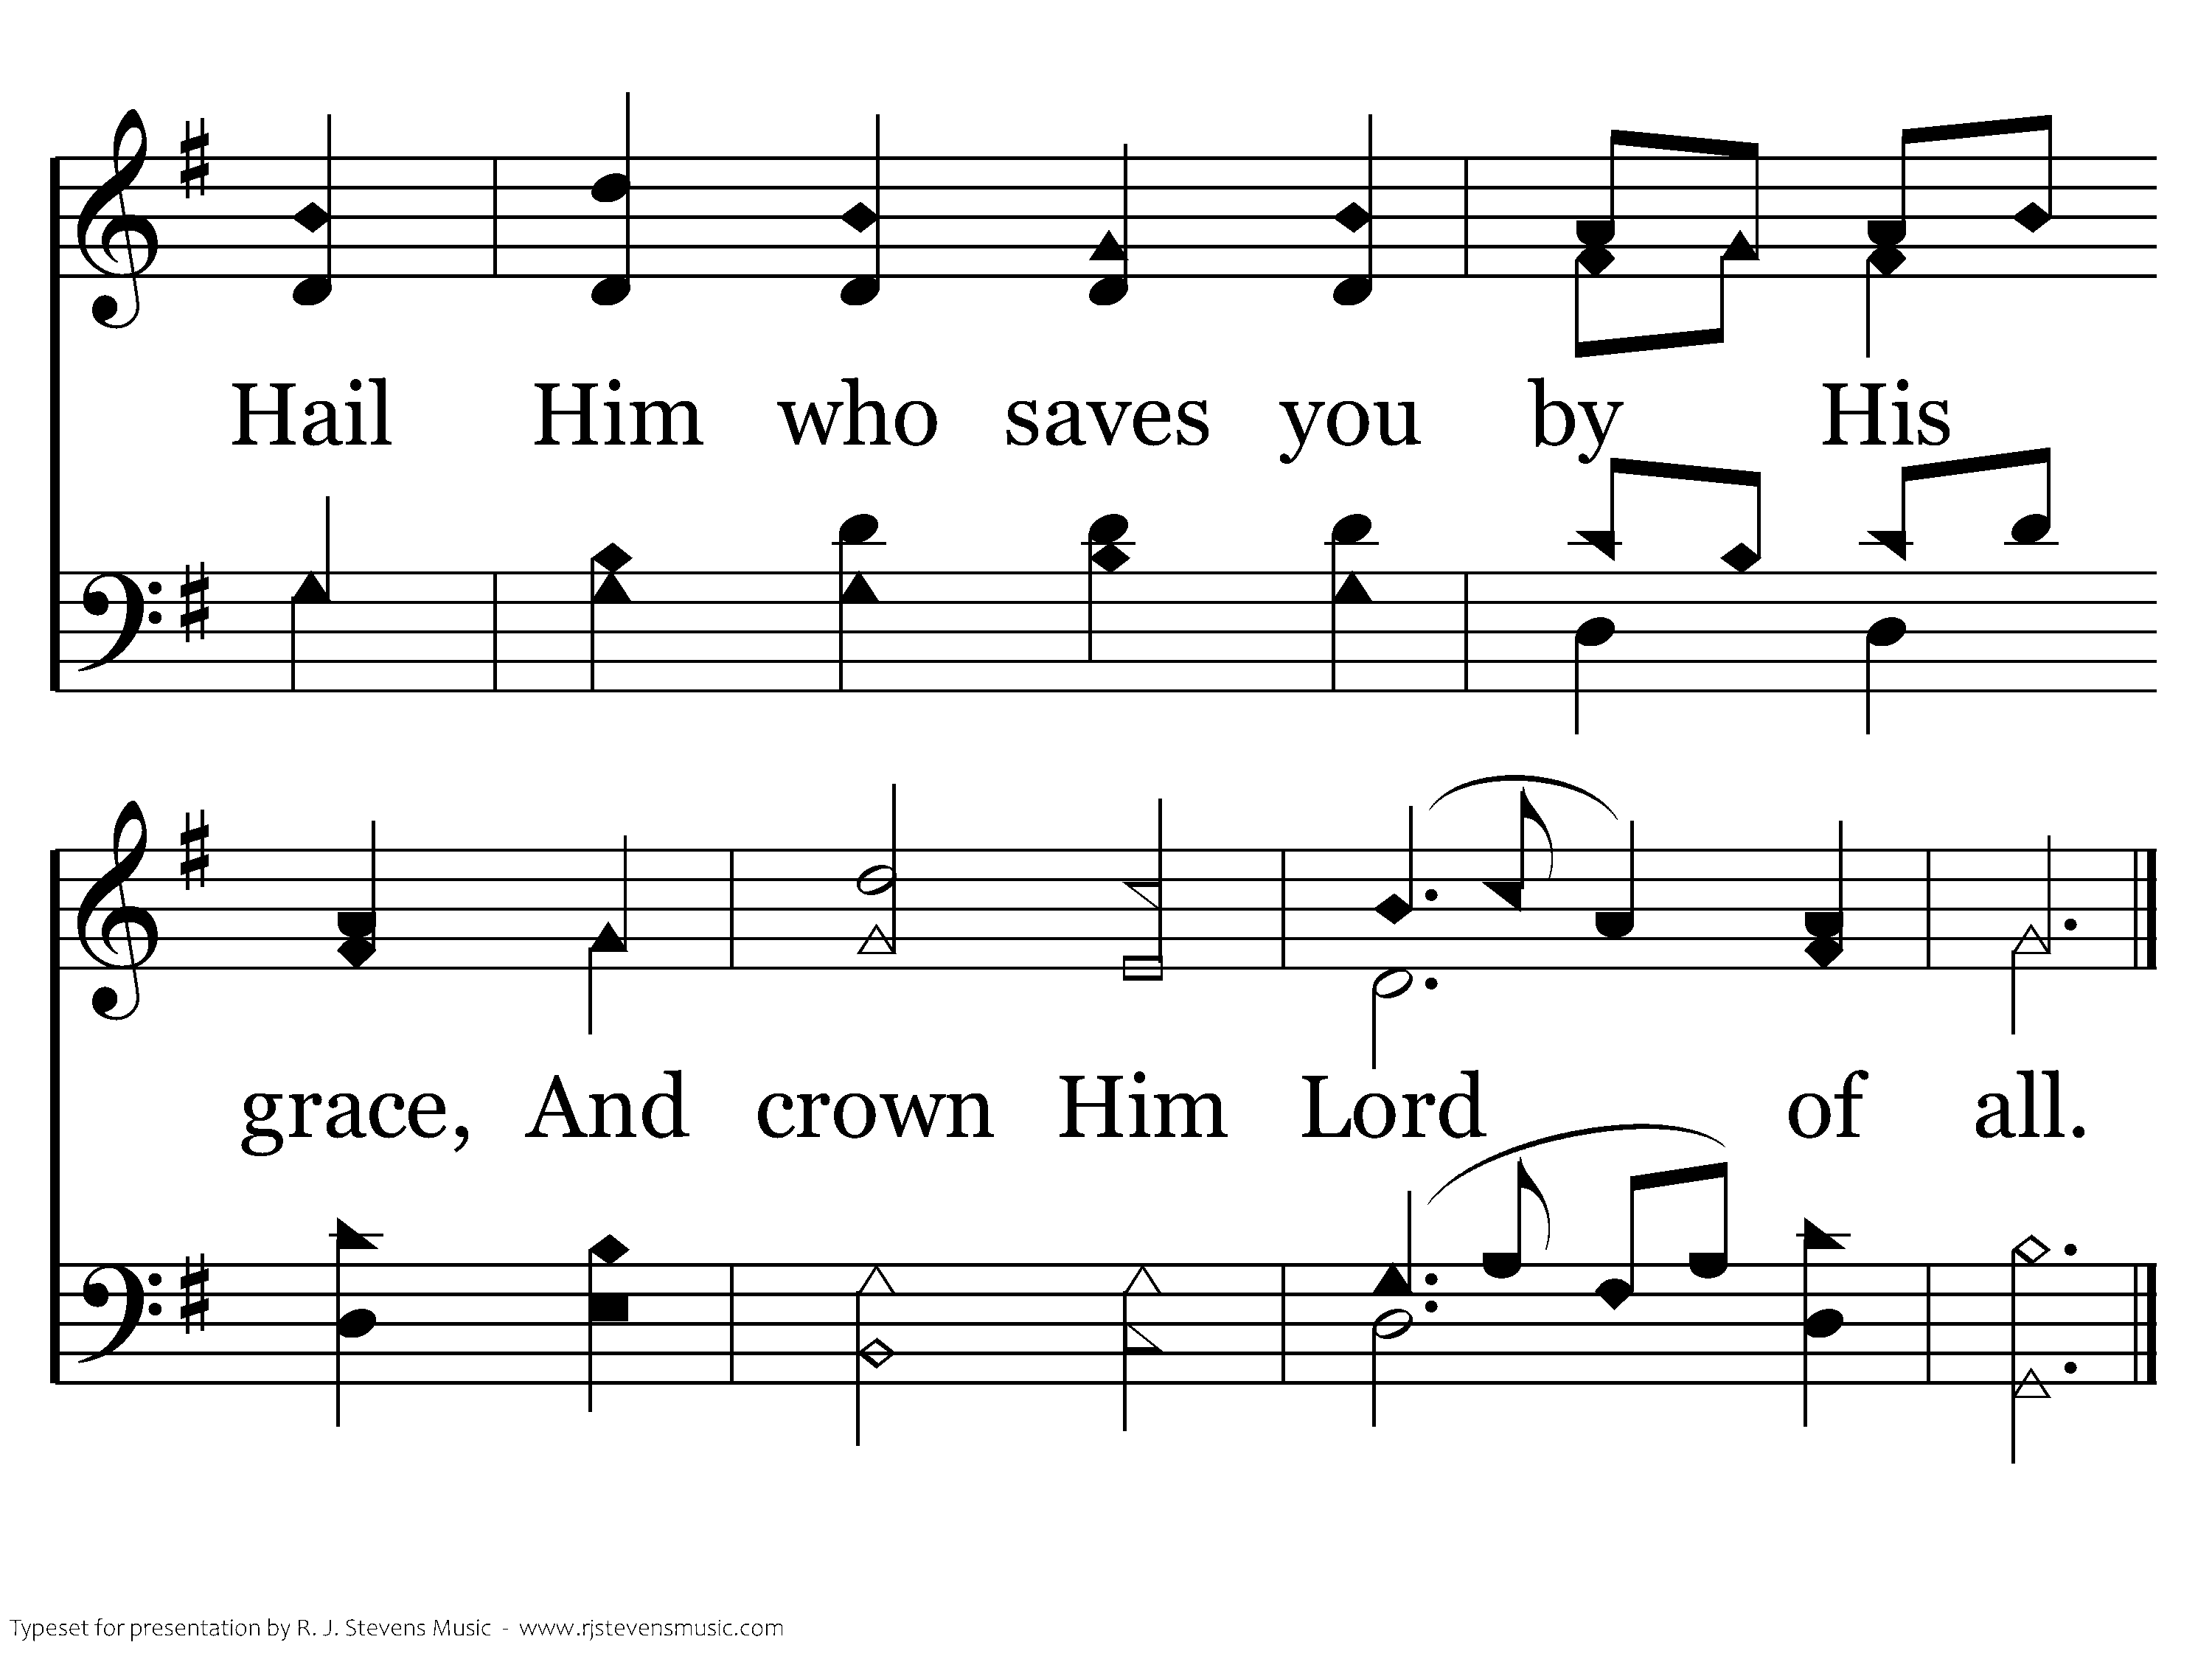 Hail Him who saves you by His
grace, And crown Him Lord of all.
Typeset for presentation by R. J. Stevens Music - www.rjstevensmusic.com